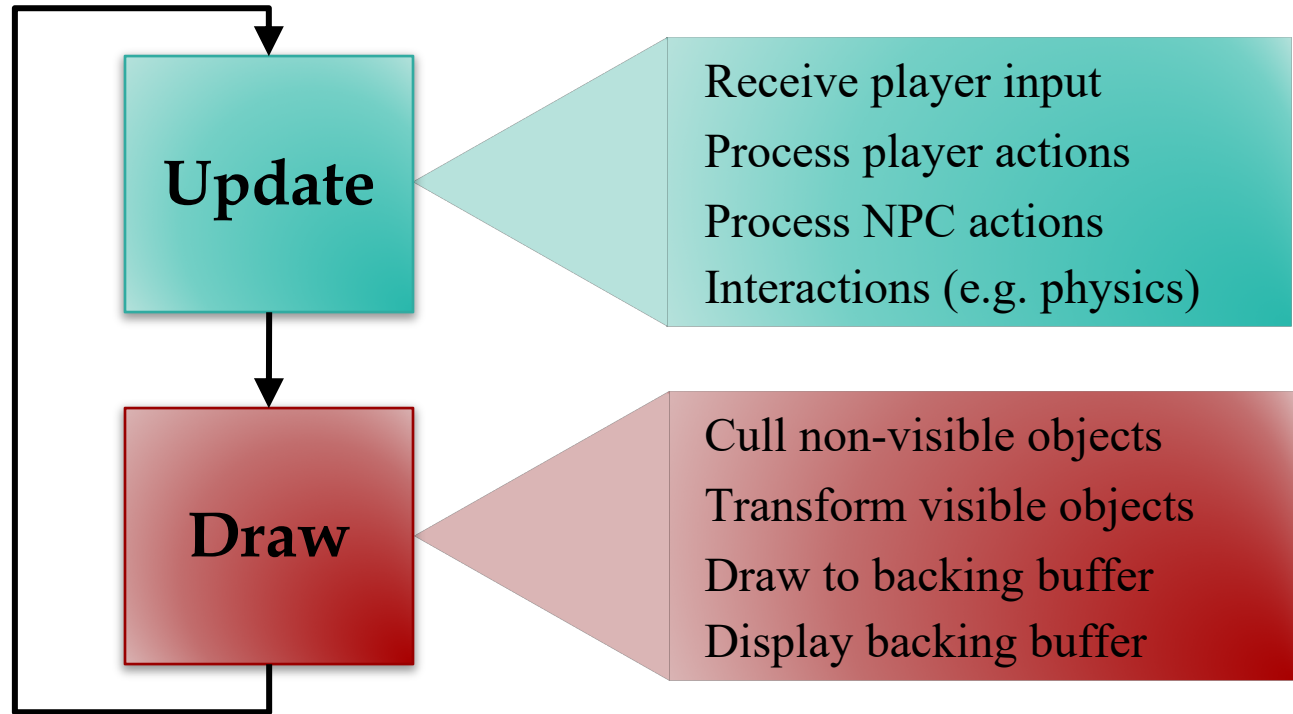 Update
Receive player input
Process player actions
Process NPC actions
Interactions (e.g. physics)
Draw
Cull non-visible objects
Transform visible objects
Draw to backing buffer
Display backing buffer